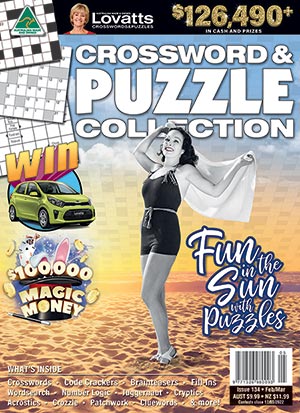 Lovatts
CROSSWORDS&PUZZLES
$126,490+
IN CASH AND PRIZES
CROSSWORD &
PUZZLE
COLLECTION
WIN
$100,000
MAGIC
MONEY
Fun
in the
Sun
with
Puzzles
WHAT'S INSIDE
Crosswords Code Crackers Brainteasers Fill-Ins
Wordsearch Number Logic Juggernaut Cryptics
Acrostics Crozzle Patchwork Cluewords & more!
Issue 134 • Feb/Mar
AUST $9.99 NZ $11.99